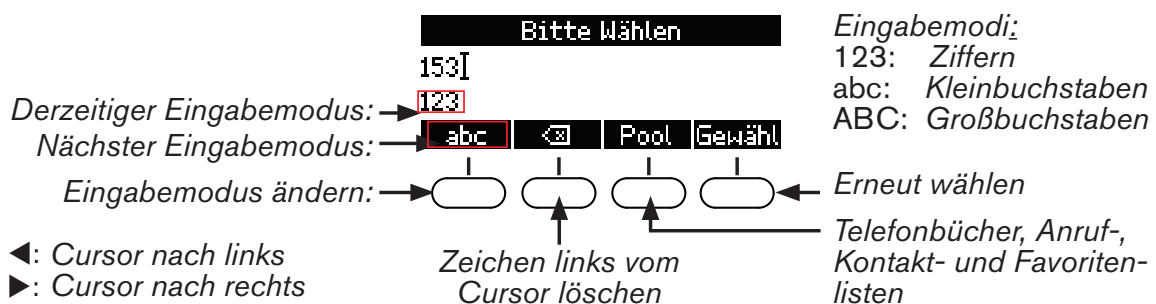 Bitte Wählen
153
123
abc Pool Gewähl
Derzeitiger Eingabemodus:
Nächster Eingabemodus:
Eingabemodus ändern:
◀: Cursor nach links
▶: Cursor nach rechts
Zeichen links vom
Cursor löschen
Eingabemodi:
123: Ziffern
abc: Kleinbuchstaben
ABC: Großbuchstaben
Erneut wählen
Telefonbücher, Anruf-,
Kontakt- und Favoriten-
listen